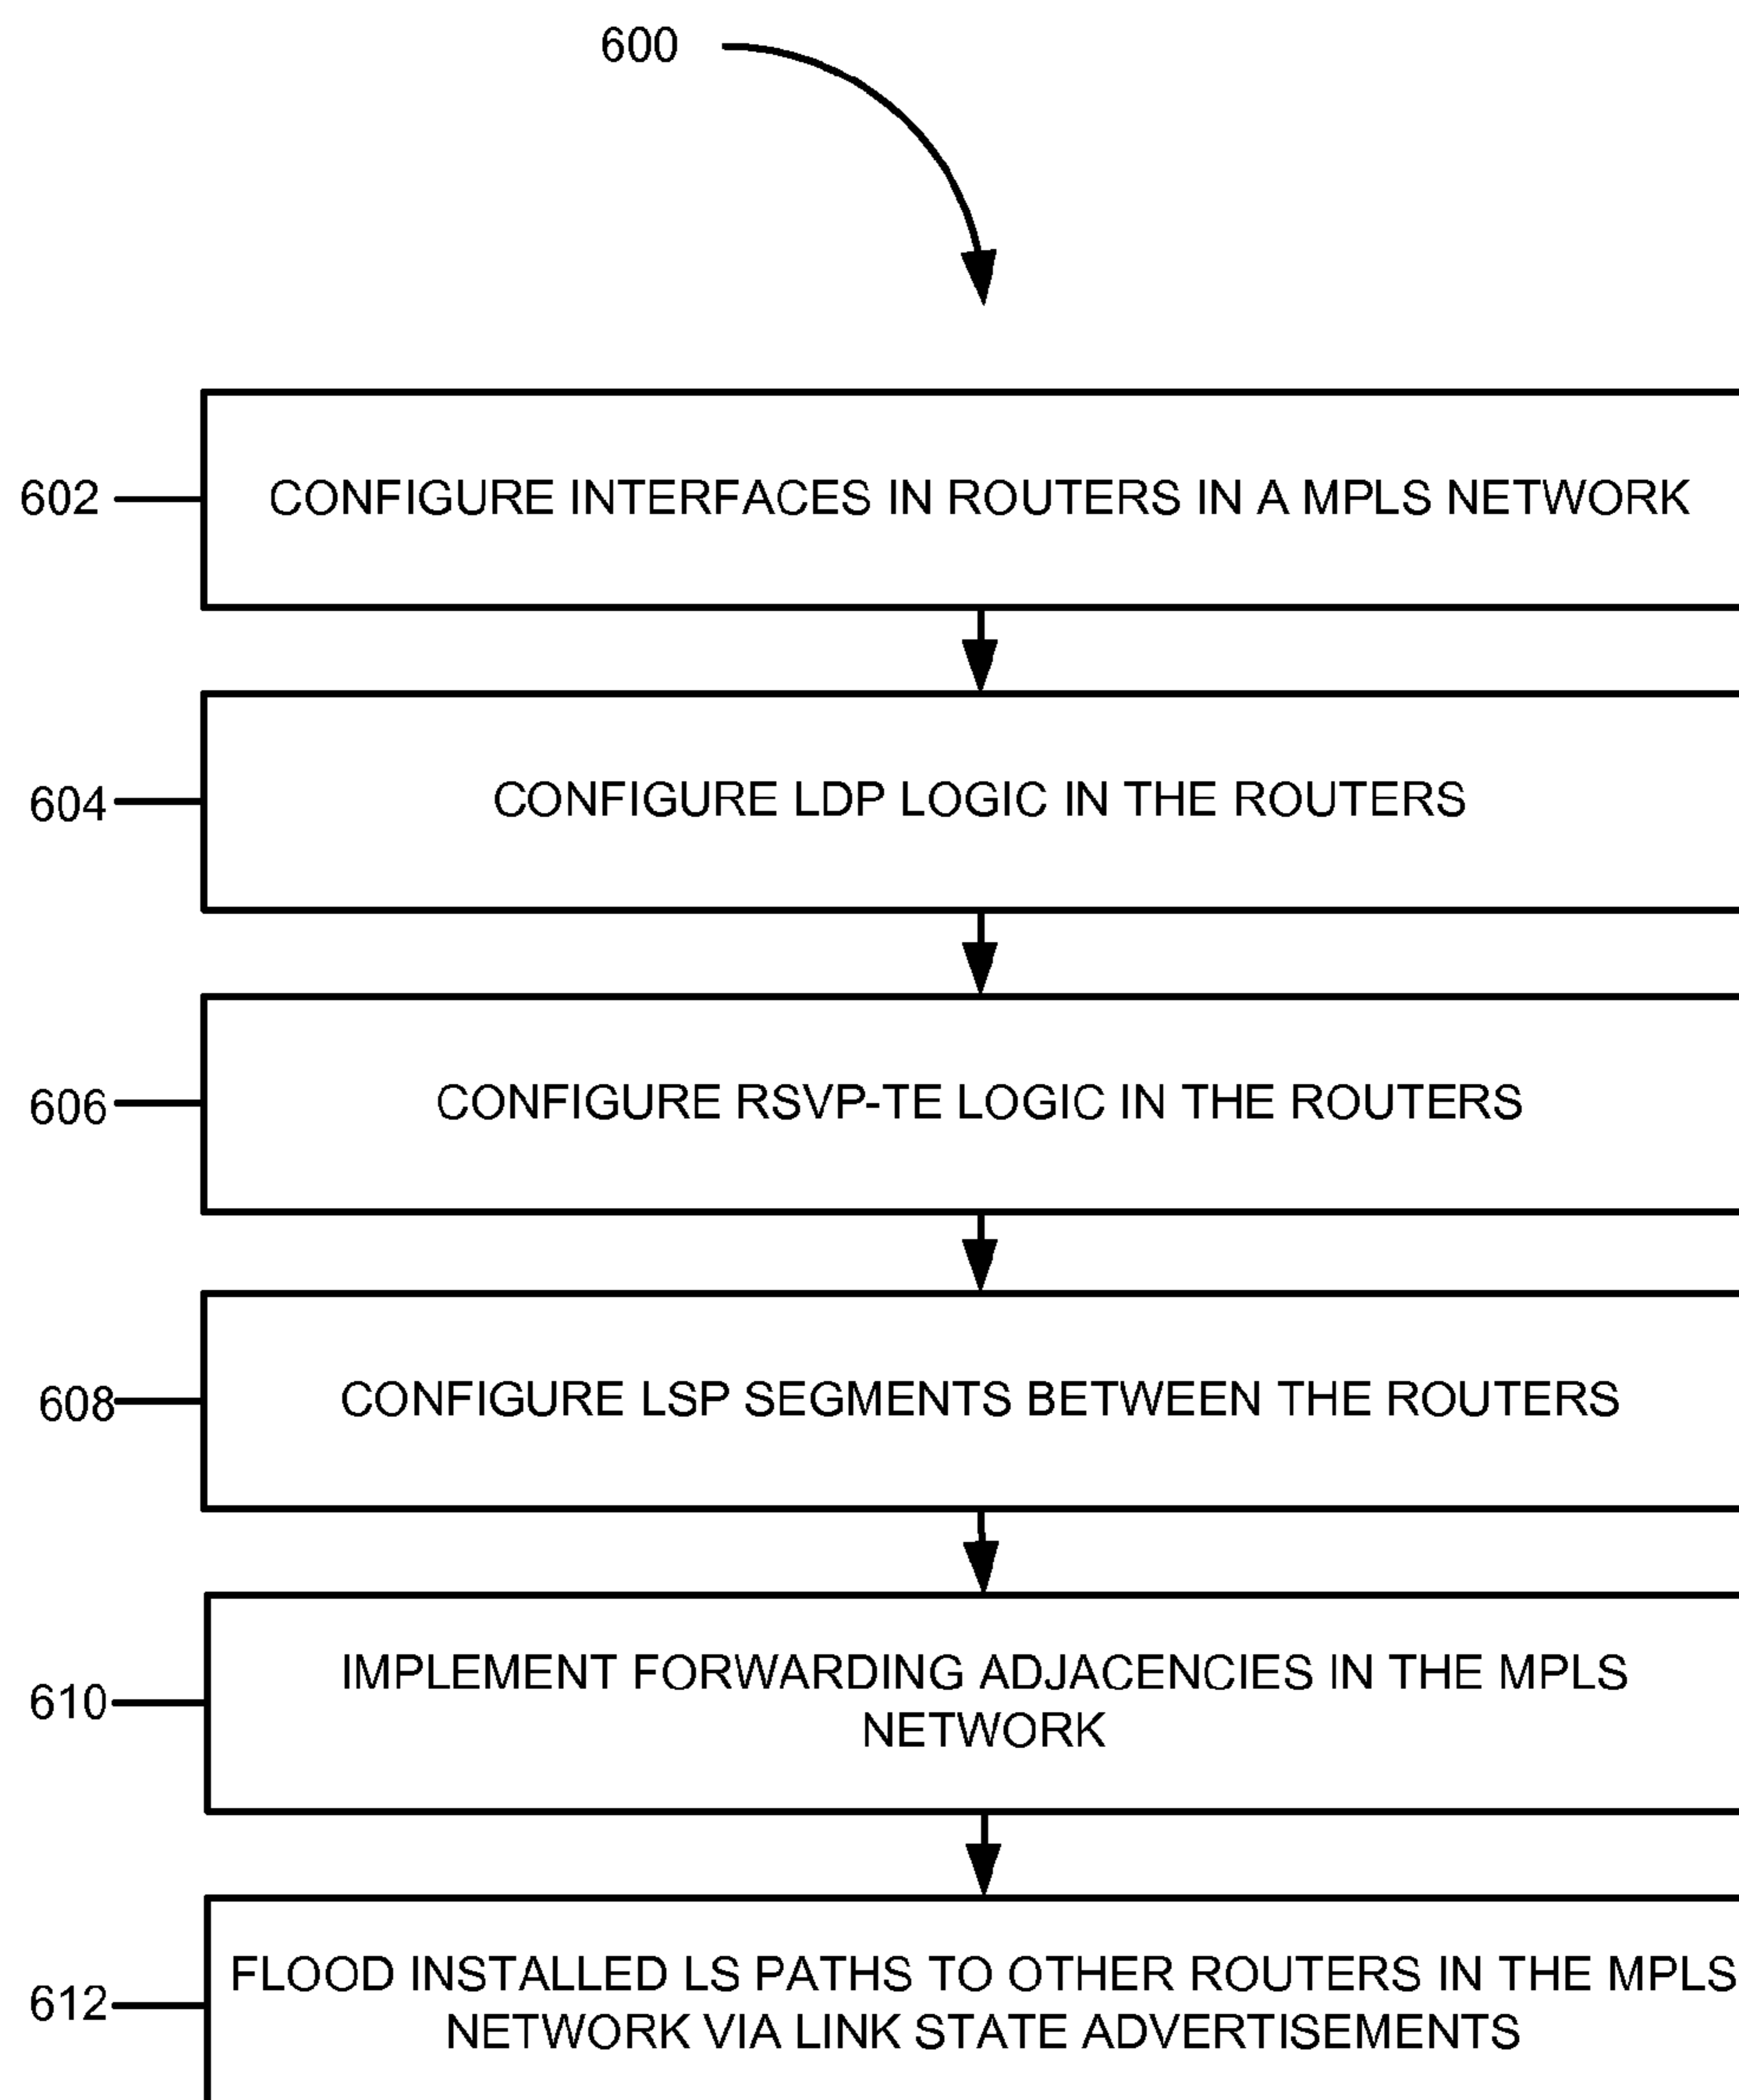 600
602
CONFIGURE INTERFACES IN ROUTERS IN A MPLS NETWORK
604
CONFIGURE LDP LOGIC IN THE ROUTERS
606
CONFIGURE RSVP-TE LOGIC IN THE ROUTERS
608
CONFIGURE LSP SEGMENTS BETWEEN THE ROUTERS
610
IMPLEMENT FORWARDING ADJACENCIES IN THE MPLS
NETWORK
612
FLOOD INSTALLED LS PATHS TO OTHER ROUTERS IN THE MPLS
NETWORK VIA LINK STATE ADVERTISEMENTS